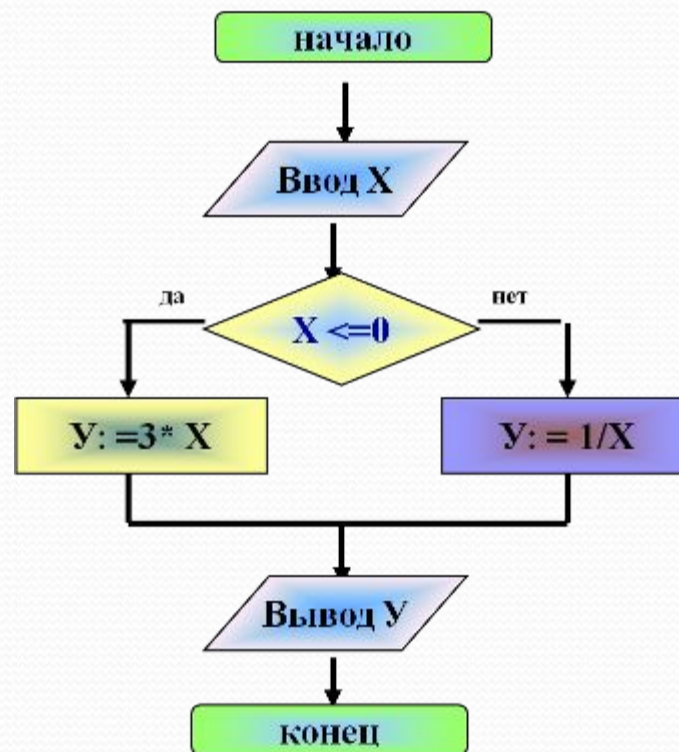 начало
Ввод X
да
нет
X <=0
У: =3* X
У: = 1/X
Вывод У
конец